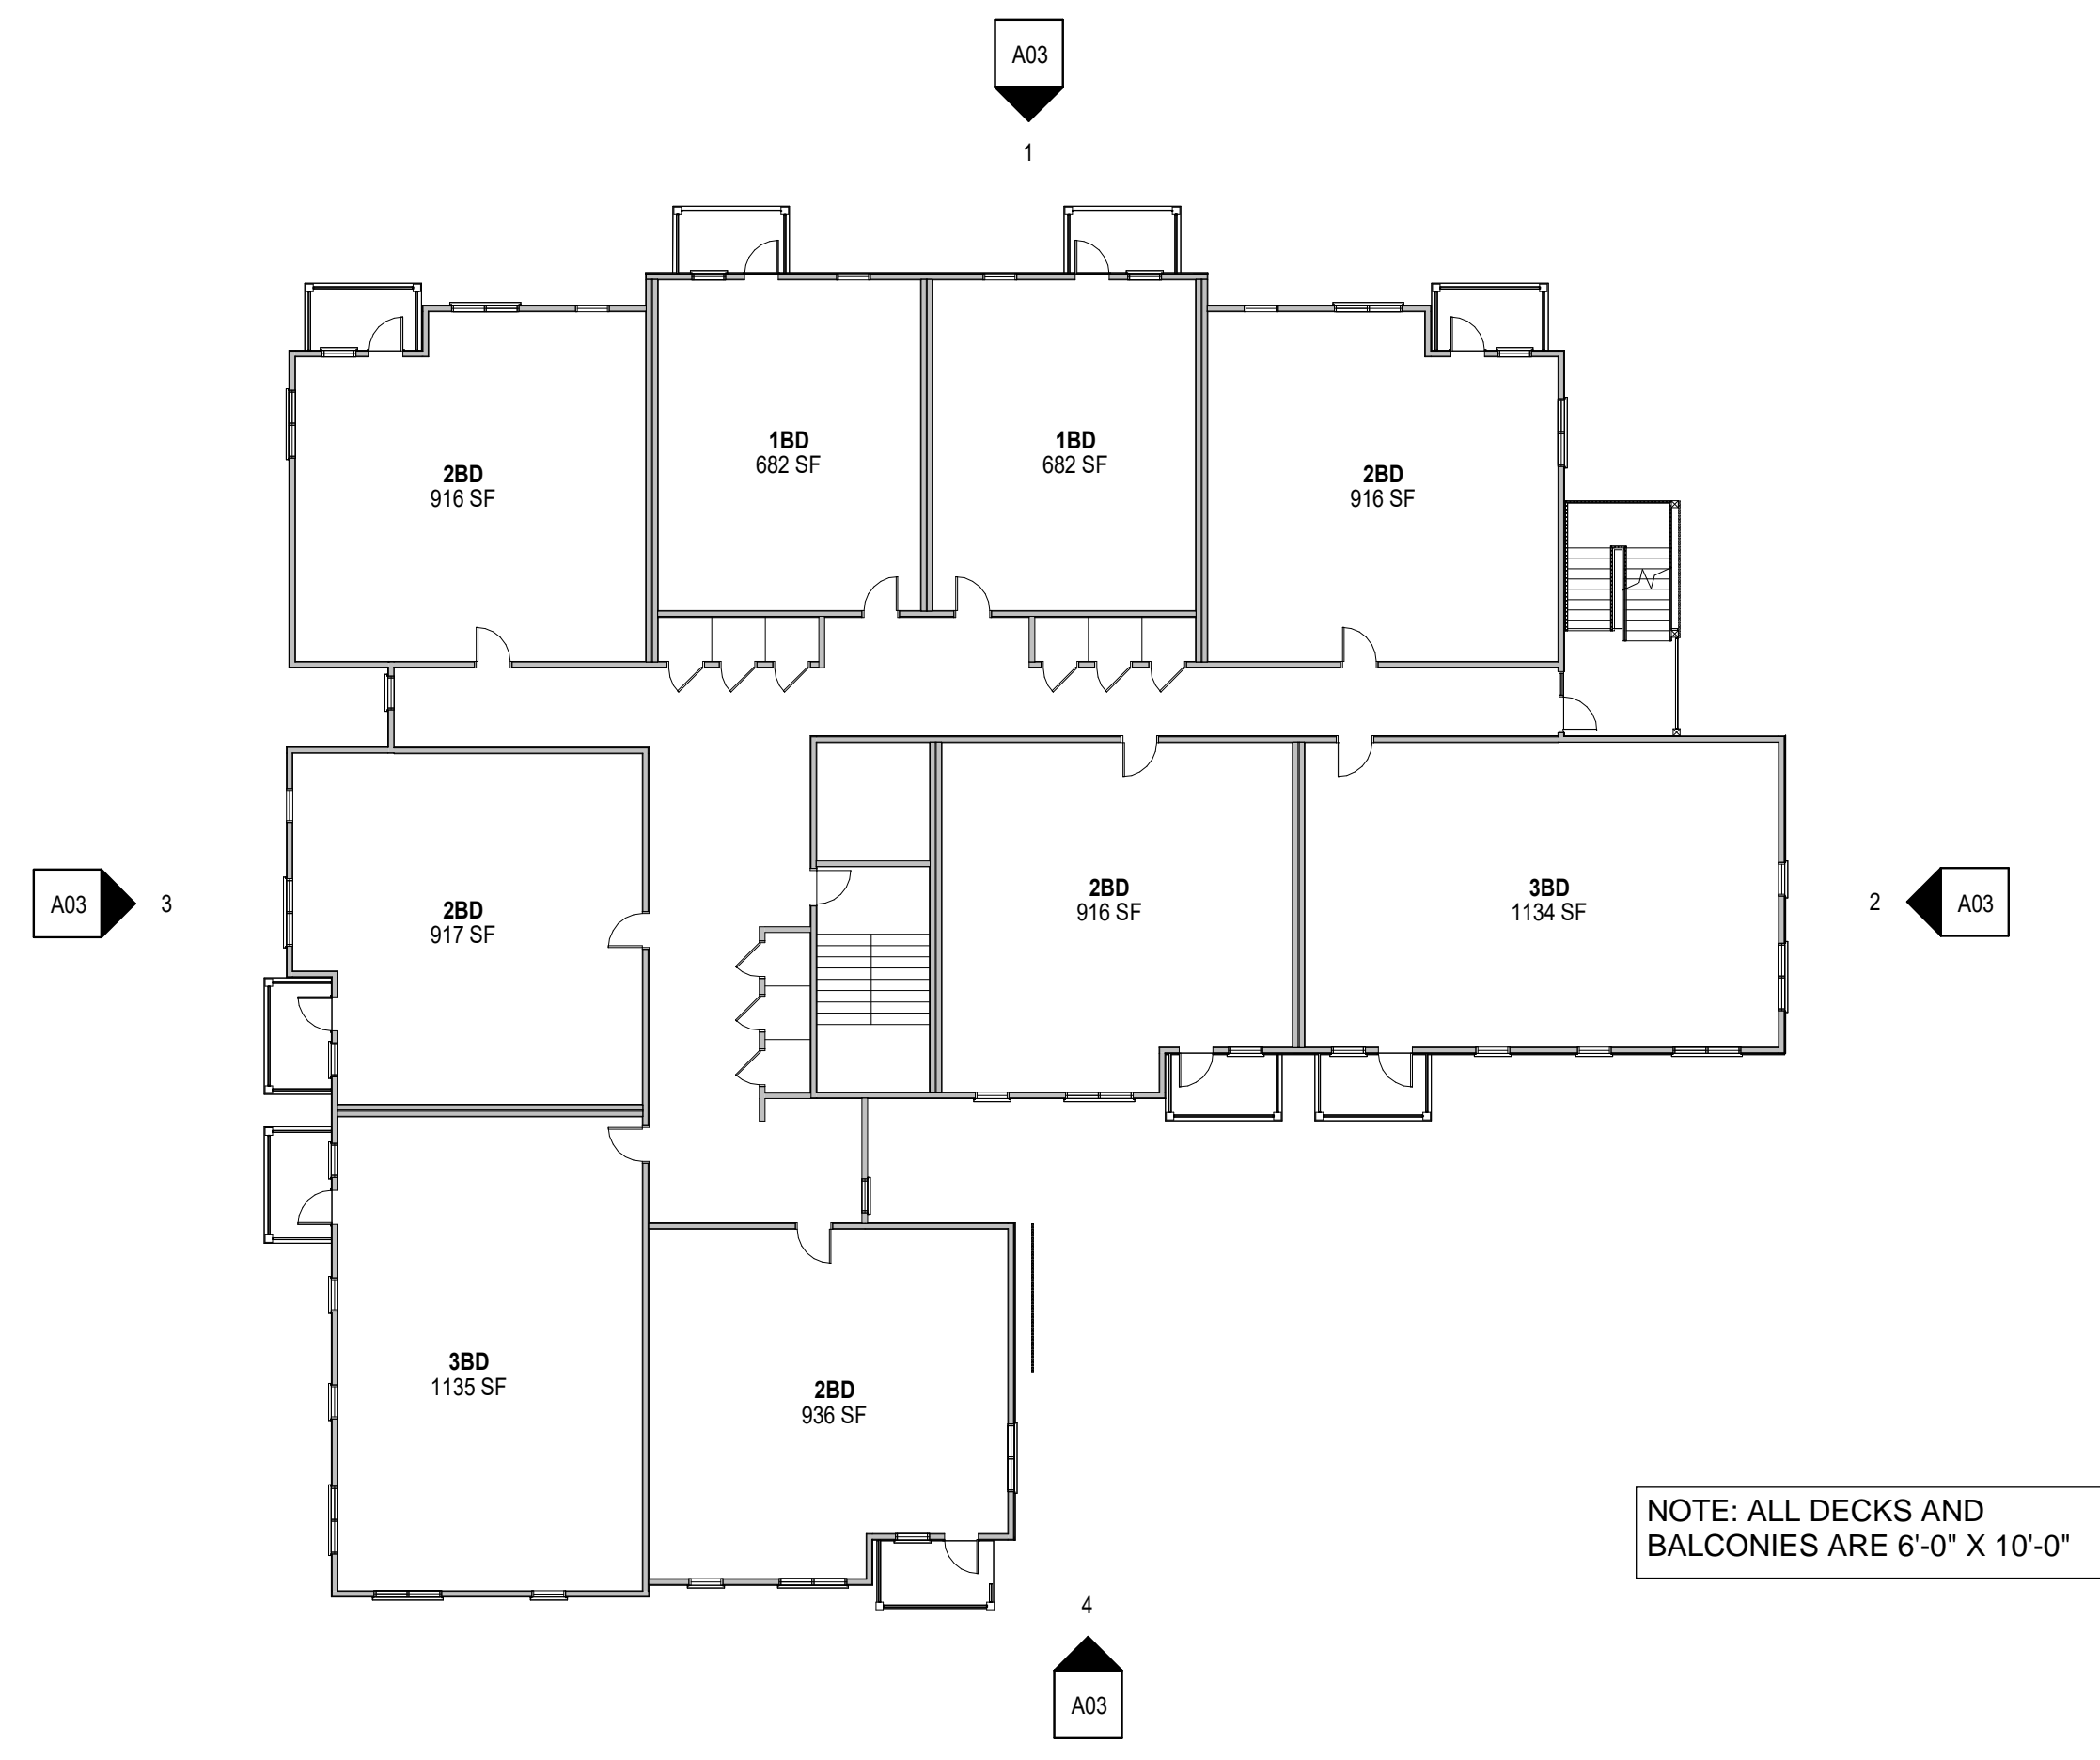 A03
1
1BD
682 SF
1BD
682 SF
2BD
916 SF
2BD
916 SF
2BD
916 SF
3BD
1134 SF
A03
3
2BD
917 SF
2
A03
3BD
1135 SF
2BD
936 SF
NOTE: ALL DECKS AND
BALCONIES ARE 6'-0" X 10'-0"
4
A03